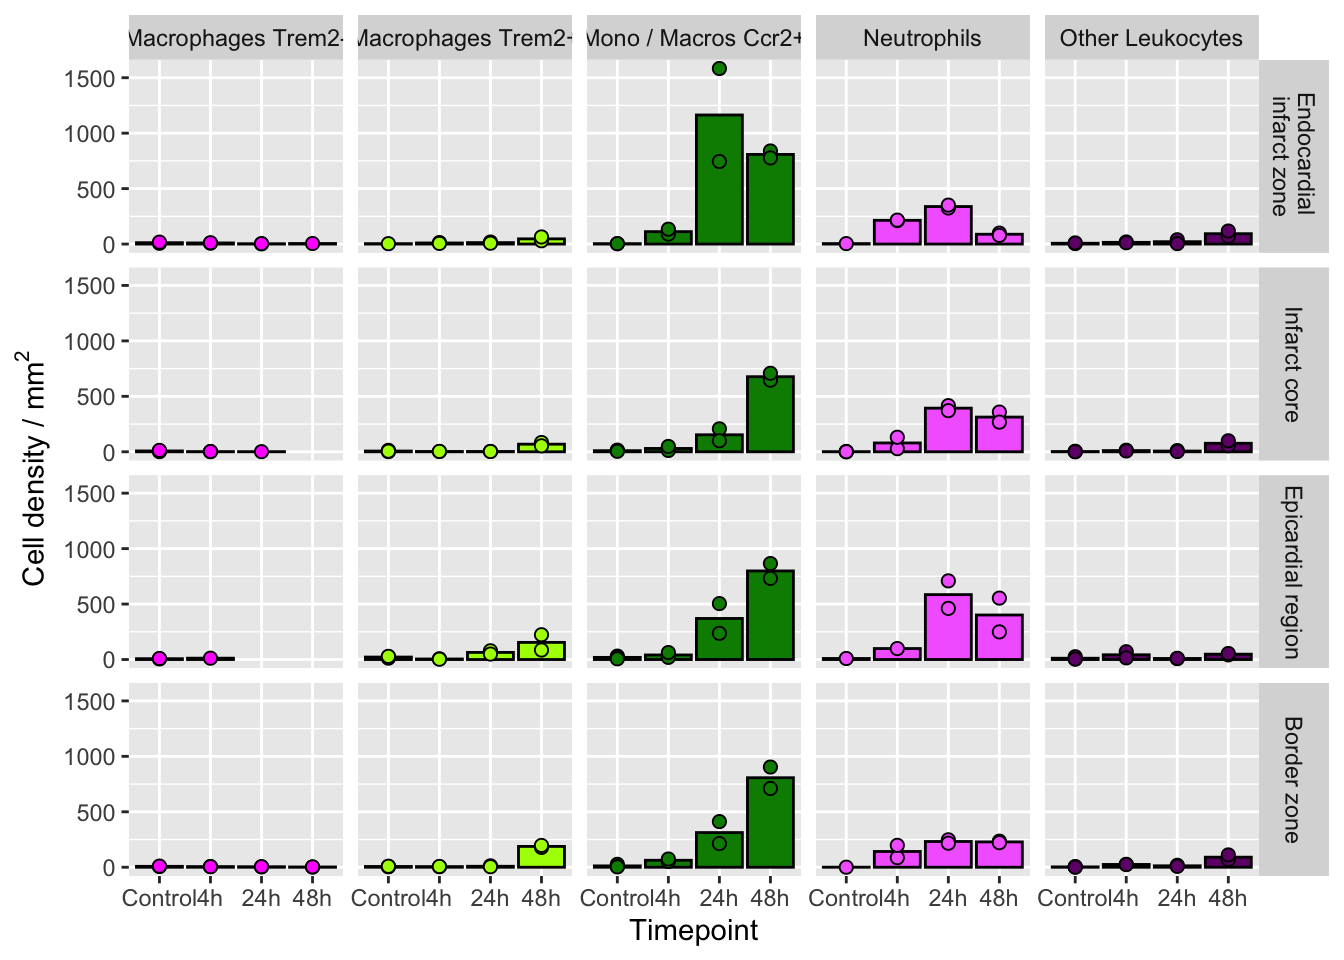 Macrophages Trem2-
Macrophages Trem2+
Mono / Macros Ccr2+
Neutrophils
Other Leukocytes
Cell density / mm²
1500
1000
500
0
Endocardial
infarct zone
1500
1000
500
0
Infarct core
1500
1000
500
0
Epicardial region
1500
1000
500
0
Border zone
Control 4h 24h 48h
Control 4h 24h 48h
Control 4h 24h 48h
Control 4h 24h 48h
Control 4h 24h 48h
Timepoint